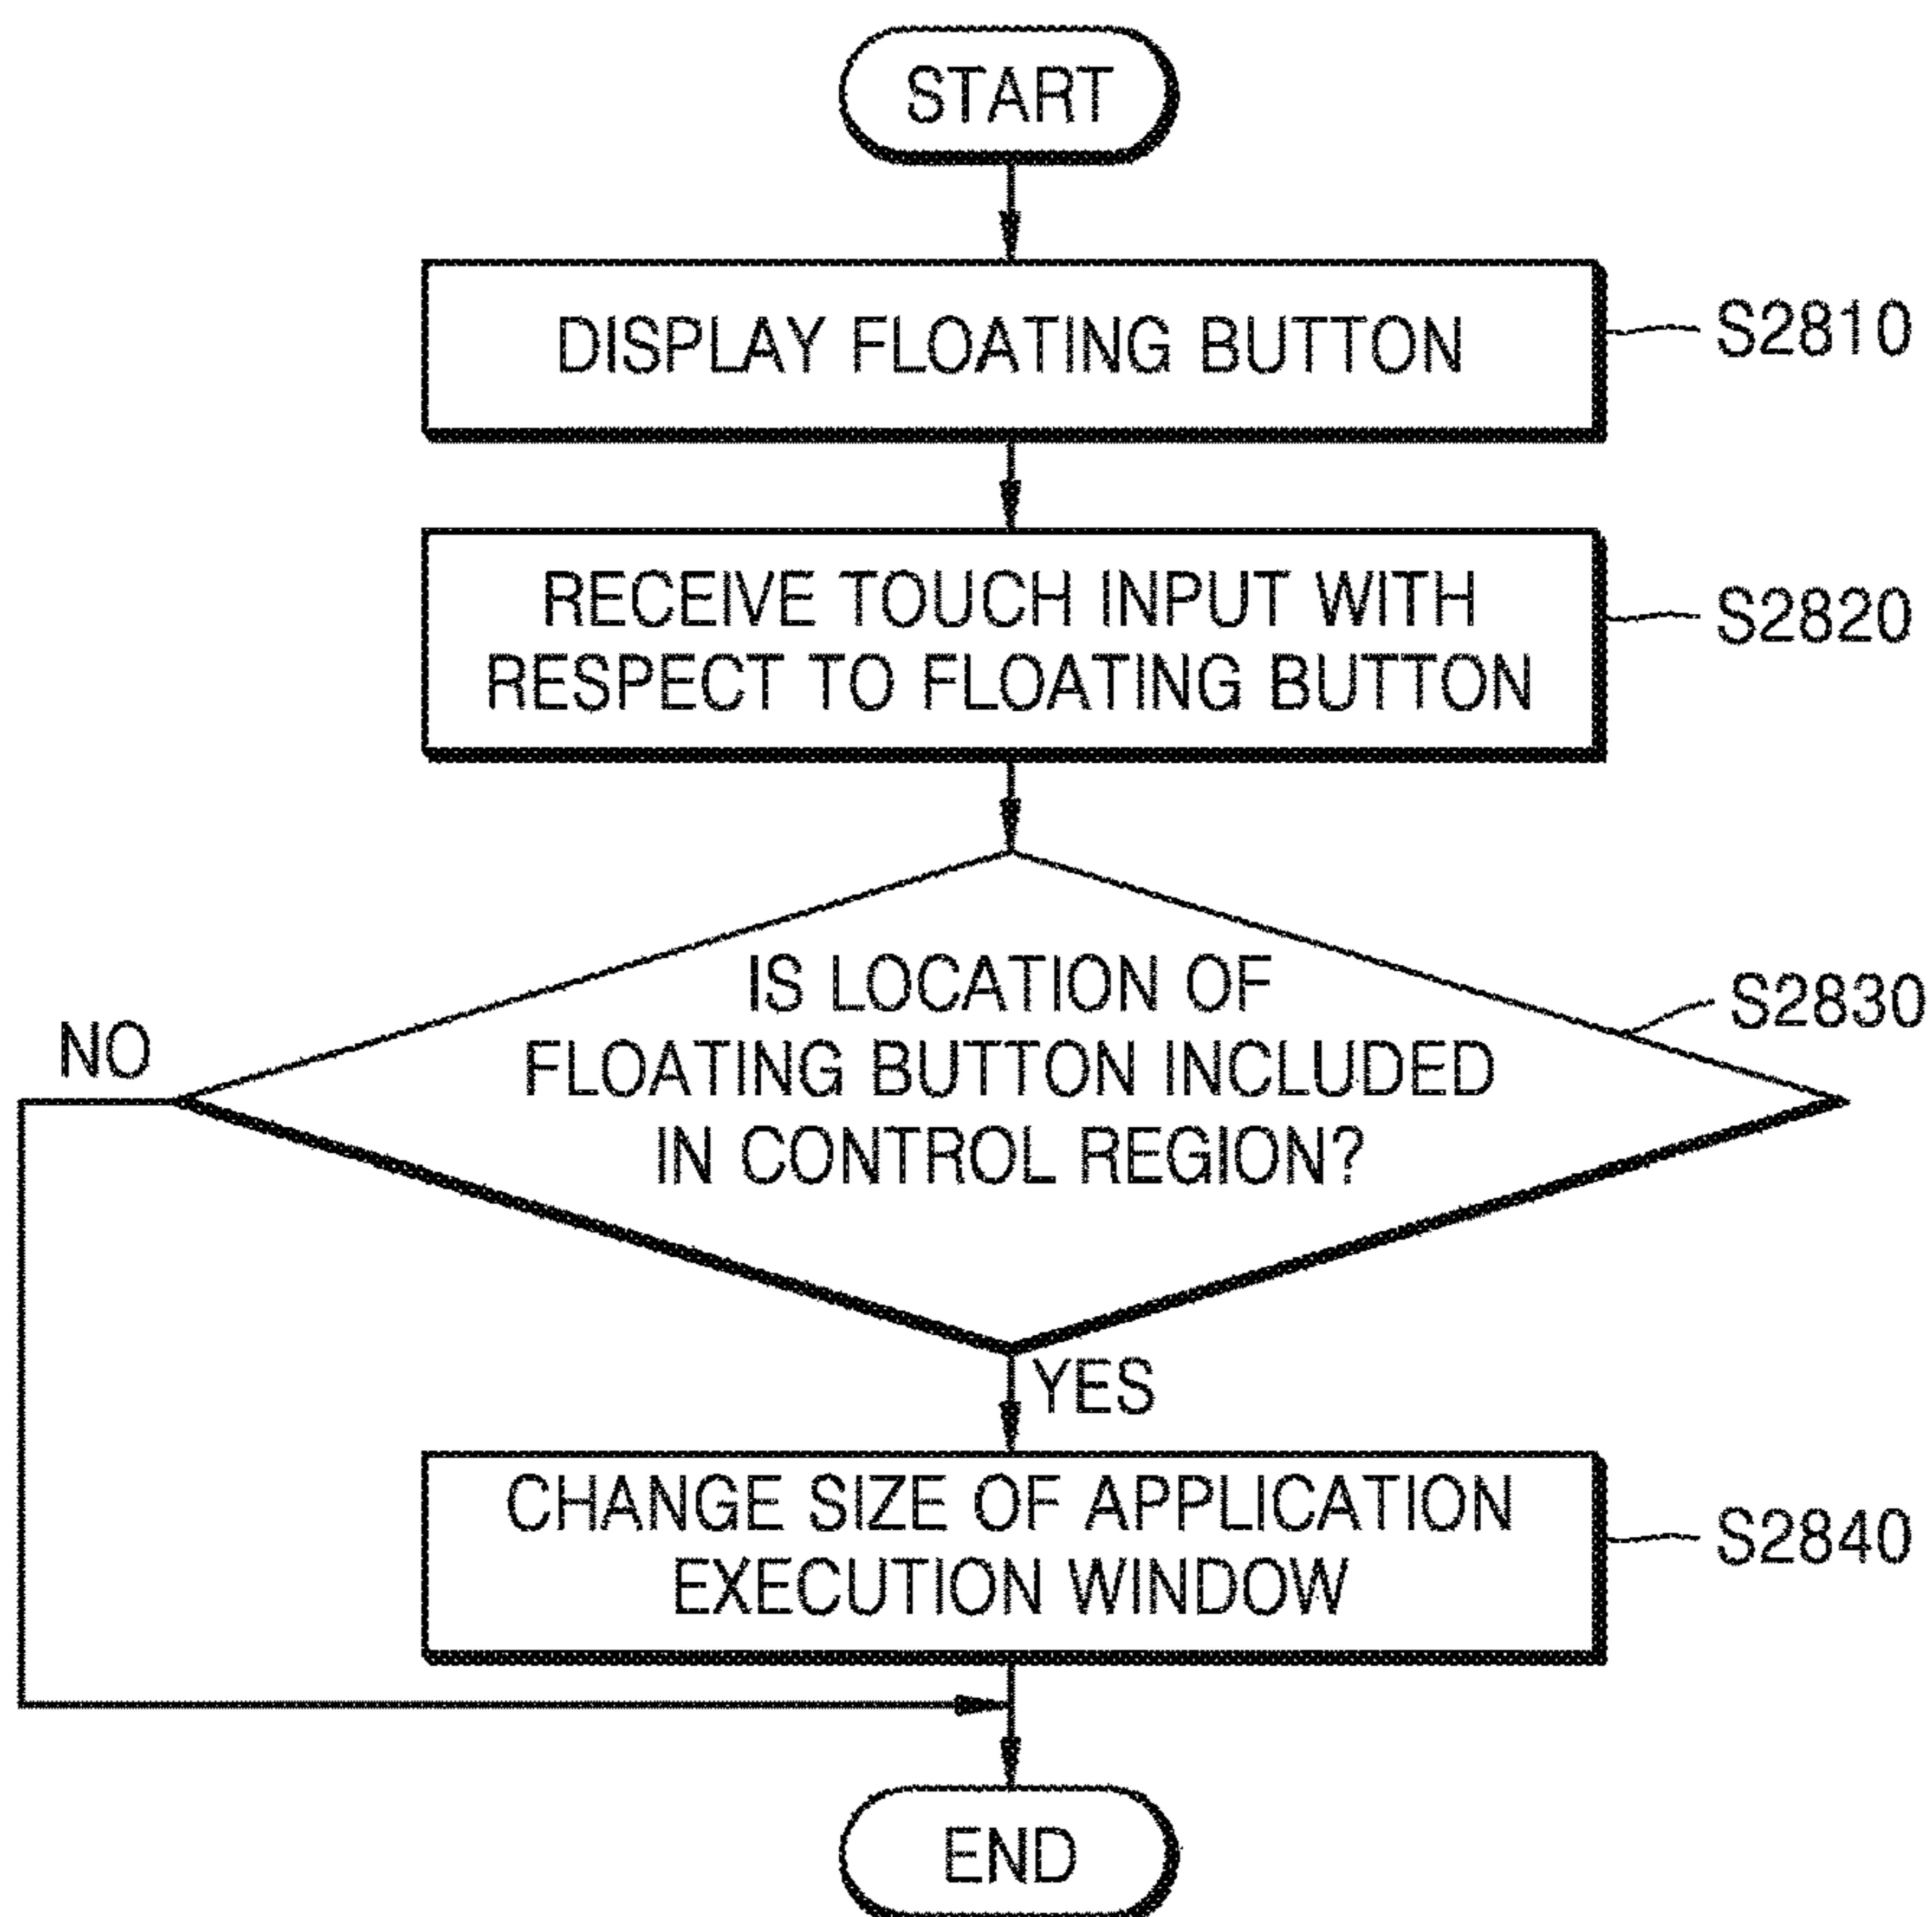 START
DISPLAY FLOATING BUTTON
S2810
RECEIVE TOUCH INPUT WITH
RESPECT TO FLOATING BUTTON
S2820
IS LOCATION OF
FLOATING BUTTON INCLUDED
IN CONTROL REGION?
S2830
NO
YES
CHANGE SIZE OF APPLICATION
EXECUTION WINDOW
S2840
END